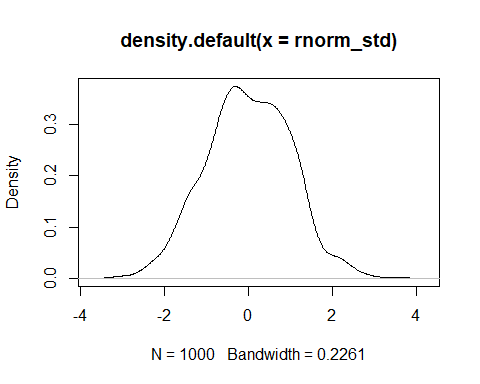 density.default(x = rnorm_std)
Density
0.3
0.2
0.1
0.0
-4 -2 0 2 4
N = 1000 Bandwidth = 0.2261